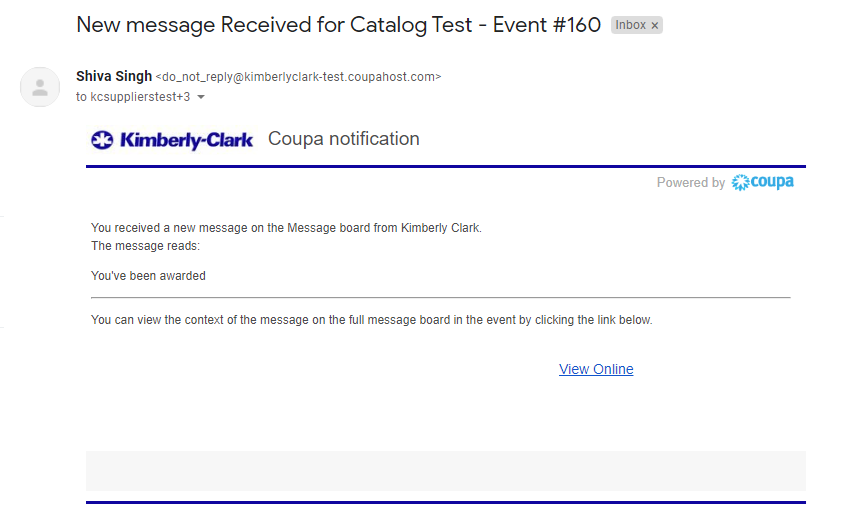 New message Received for Catalog Test - Event #160 Inbox ×
Shiva Singh <do_not_reply@kimberlyclark-test.coupahost.com>
to kcsupplierstest+3
Kimberly-Clark Coupa notification
Powered by coupa
You received a new message on the Message board from Kimberly Clark.
The message reads:
You've been awarded
You can view the context of the message on the full message board in the event by clicking the link below.
View Online